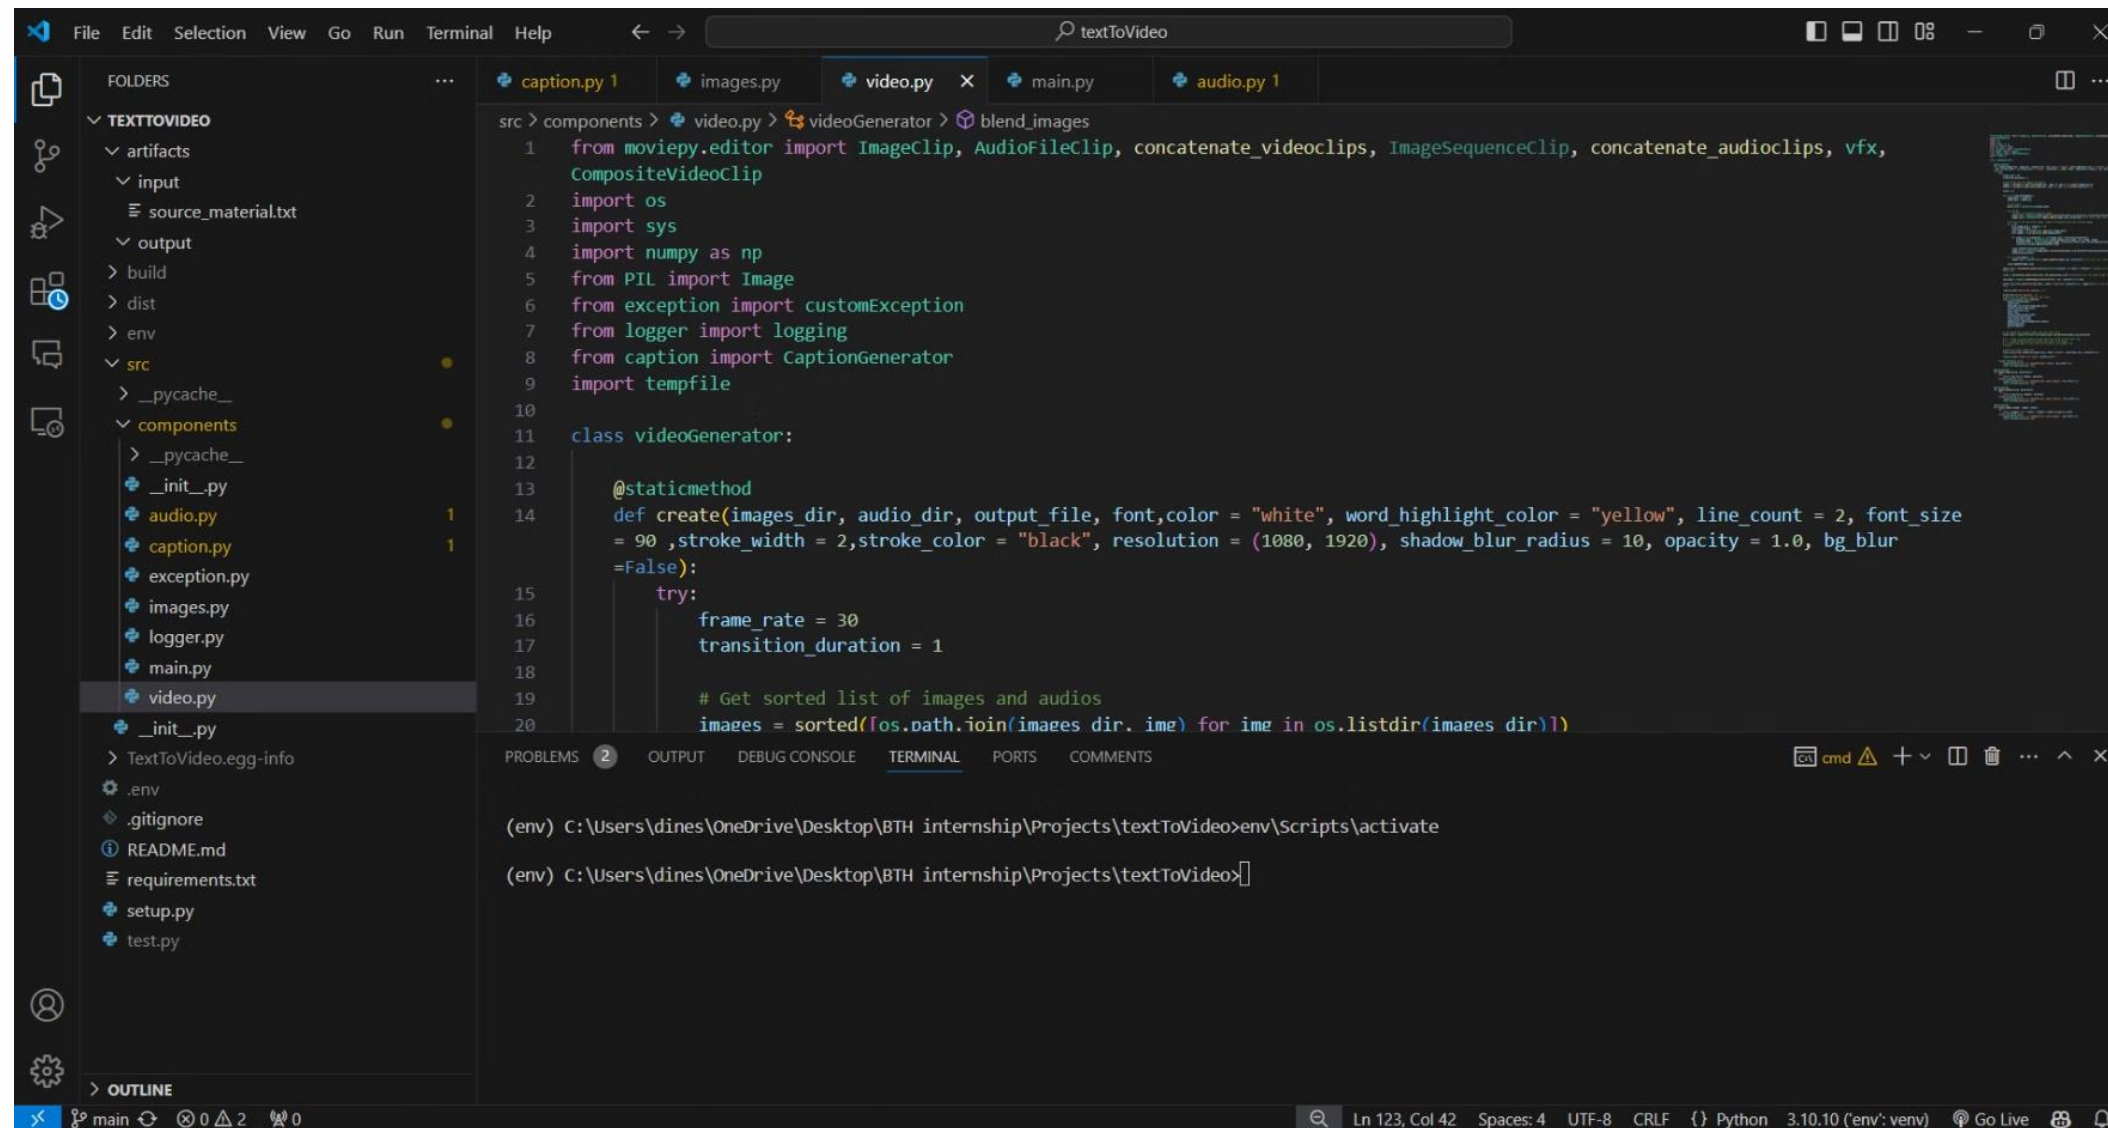 File Edit Selection View Go Run Terminal Help
textToVideo
FOLDERS
TEXTTOVIDEO
artifacts
input
source_material.txt
output
build
dist
env
src
__pycache__
components
__pycache__
__init__.py
audio.py 1
caption.py 1
exception.py
images.py
logger.py
main.py
video.py
__init__.py
TextToVideo.egg-info
.env
.gitignore
README.md
requirements.txt
setup.py
test.py
OUTLINE
caption.py 1 images.py video.py main.py audio.py 1
src > components > video.py > videoGenerator > blend_images
1 from moviepy.editor import ImageClip, AudioFileClip, concatenate_videoclips, ImageSequenceClip, concatenate_audioclips, vfx,
CompositeVideoClip
2 import os
3 import sys
4 import numpy as np
5 from PIL import Image
6 from exception import customException
7 from logger import logging
8 from caption import CaptionGenerator
9 import tempfile
10
11 class videoGenerator:
12
13 @staticmethod
14 def create(images_dir, audio_dir, output_file, font,color = "white", word_highlight_color = "yellow", line_count = 2, font_size
= 90 ,stroke_width = 2,stroke_color = "black", resolution = (1080, 1920), shadow_blur_radius = 10, opacity = 1.0, bg_blur
=False):
15 try:
16 frame_rate = 30
17 transition_duration = 1
18
19 # Get sorted list of images and audios
20 images = sorted([os.path.join(images_dir, img) for img in os.listdir(images_dir)])
PROBLEMS 2 OUTPUT DEBUG CONSOLE TERMINAL PORTS COMMENTS
cmd
(env) C:\Users\dines\OneDrive\Desktop\BTH internship\Projects\textToVideo>env\Scripts\activate
(env) C:\Users\dines\OneDrive\Desktop\BTH internship\Projects\textToVideo>
main 0 2 0 Ln 123, Col 42 Spaces: 4 UTF-8 CRLF {} Python 3.10.10 ('env': venv) Go Live